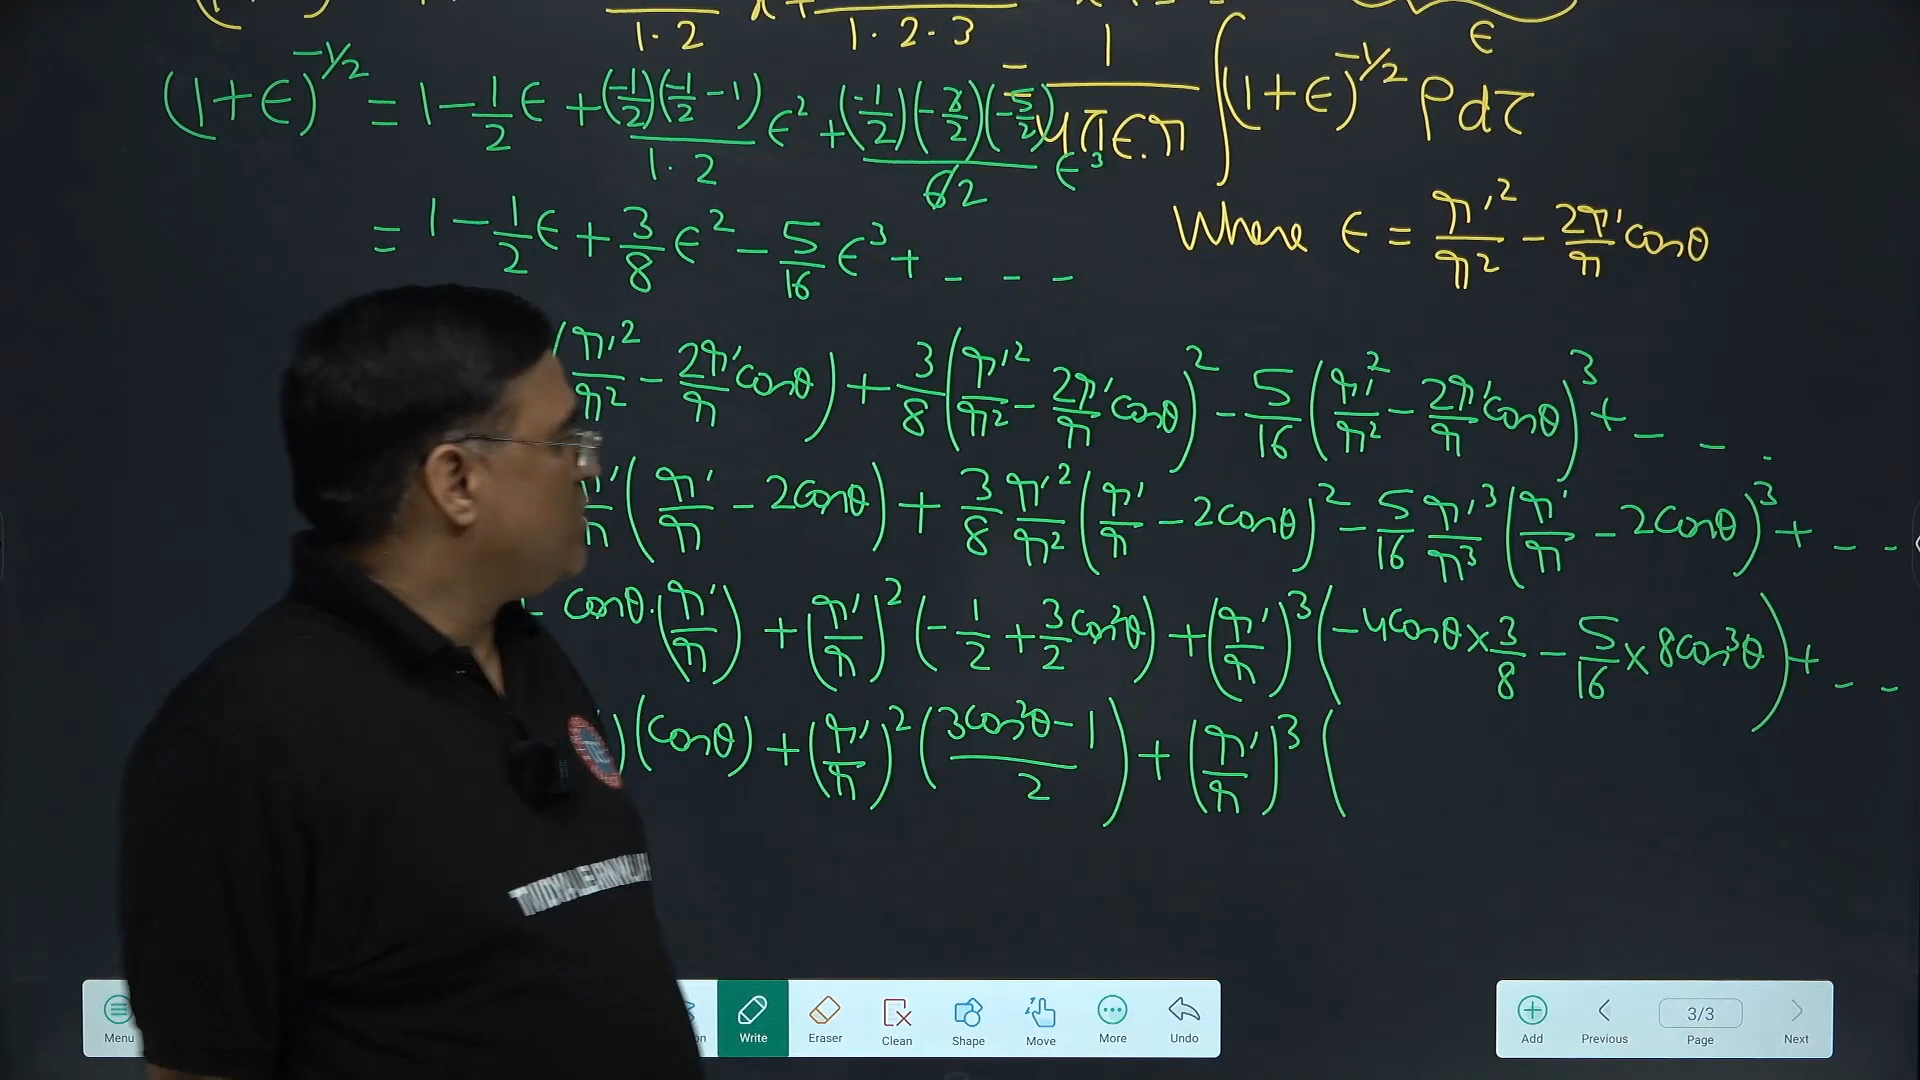 1·2 x+ 1·2·3
ϵ
(1+ϵ)^{-1/2} = 1 - 1/2 ϵ + (-1/2)(-1/2 - 1)/1·2 ϵ² + (-1/2)(-3/2)(-5/2)/62 ϵ³
= 1/4πϵ₀r ∫(1+ϵ)^{-1/2} ρdτ
= 1 - 1/2 ϵ + 3/8 ϵ² - 5/16 ϵ³ + - - -
Where ϵ = r'²/r² - 2r'/r cosθ
(r'²/r² - 2r'/r cosθ) + 3/8 (r'²/r² - 2r'/r cosθ)² - 5/16 (r'²/r² - 2r'/r cosθ)³ + - - -
r'/r (r'/r - 2cosθ) + 3/8 r'²/r² (r'/r - 2cosθ)² - 5/16 r'³/r³ (r'/r - 2cosθ)³ + - - -
cosθ·(r'/r) + (r'/r)² (-1/2 + 3/2 cos²θ) + (r'/r)³ (-4cosθ × 3/8 - 5/16 × 8cos³θ) + - -
)(cosθ) + (r'/r)² (3cos²θ - 1 / 2) + (r'/r)³ (
Menu
Write
Eraser
Clean
Shape
Move
More
Undo
Add
Previous
3/3
Page
Next